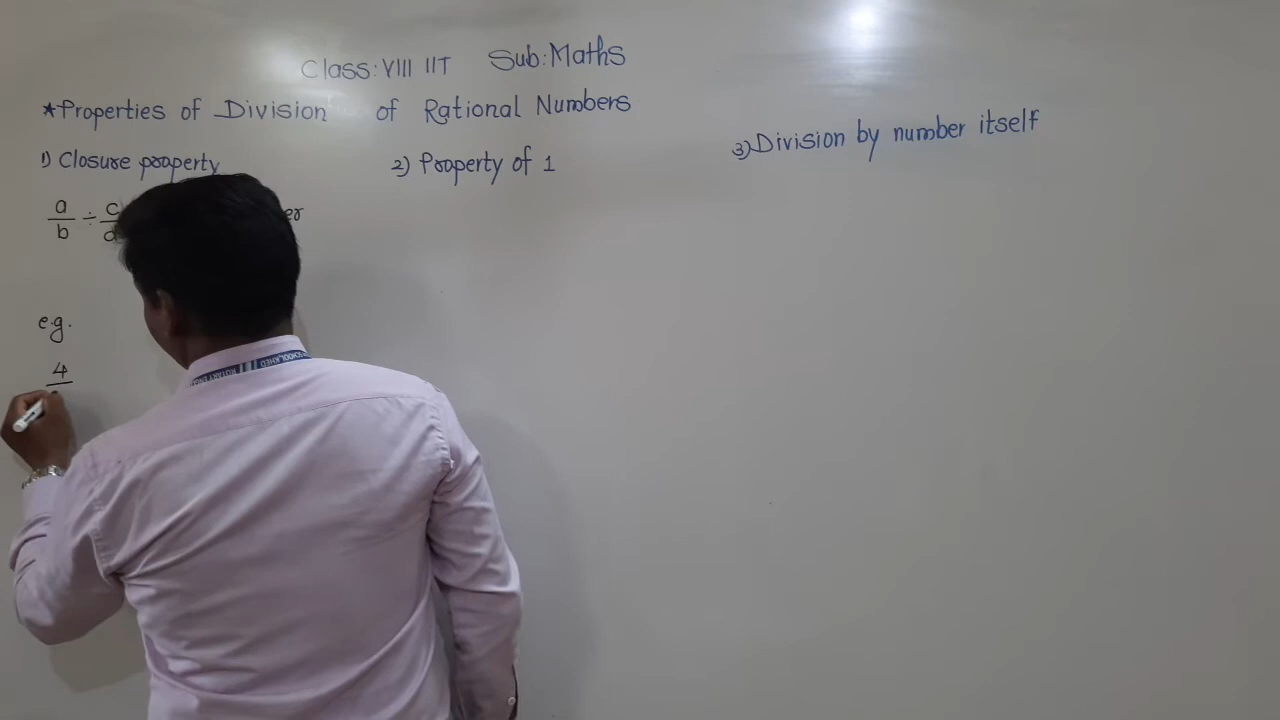 Class: VIII IIT Sub: Maths
*Properties of Division of Rational Numbers
1) Closure property
2) Property of 1
3) Division by number itself
a/b ÷ c/
e.g.
4